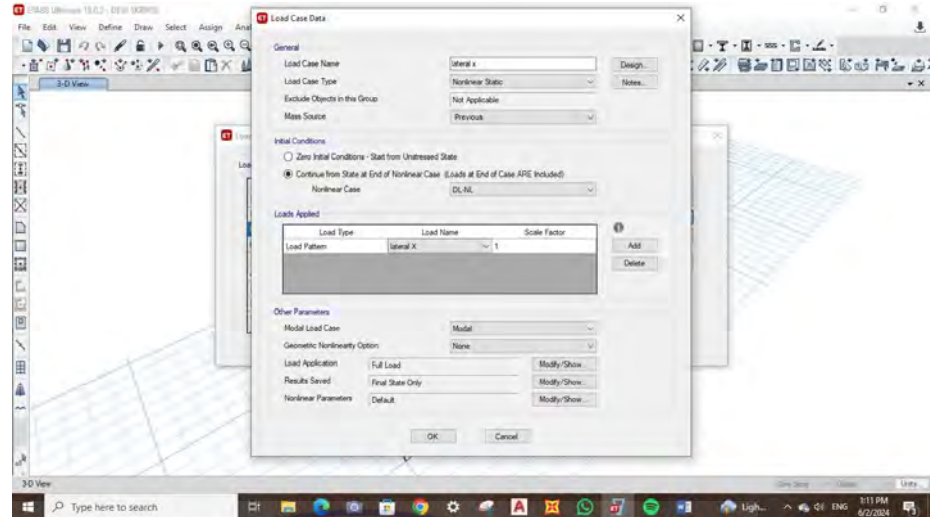 File Edit View Define Draw Select Assign
Load Case Data
General
Load Case Name
lateral x
Design...
Load Case Type
Nonlinear Static
Notes...
Exclude Objects in this Group
Not Applicable
Mass Source
Previous
3-D View
Initial Conditions
Zero Initial Conditions - Start from Unstressed State
Continue from State at End of Nonlinear Case (Loads at End of Case ARE Included)
Nonlinear Case
DL-NL
Loads Applied
Load Type Load Name Scale Factor
Load Pattern lateral X 1
Add
Delete
Other Parameters
Modal Load Case
Modal
Geometric Nonlinearity Option
None
Load Application
Full Load
Modify/Show...
Results Saved
Final State Only
Modify/Show...
Nonlinear Parameters
Default
Modify/Show...
OK Cancel
3-D View
Units...
Type here to search
Ligh...
ENG
1:11 PM
6/2/2024